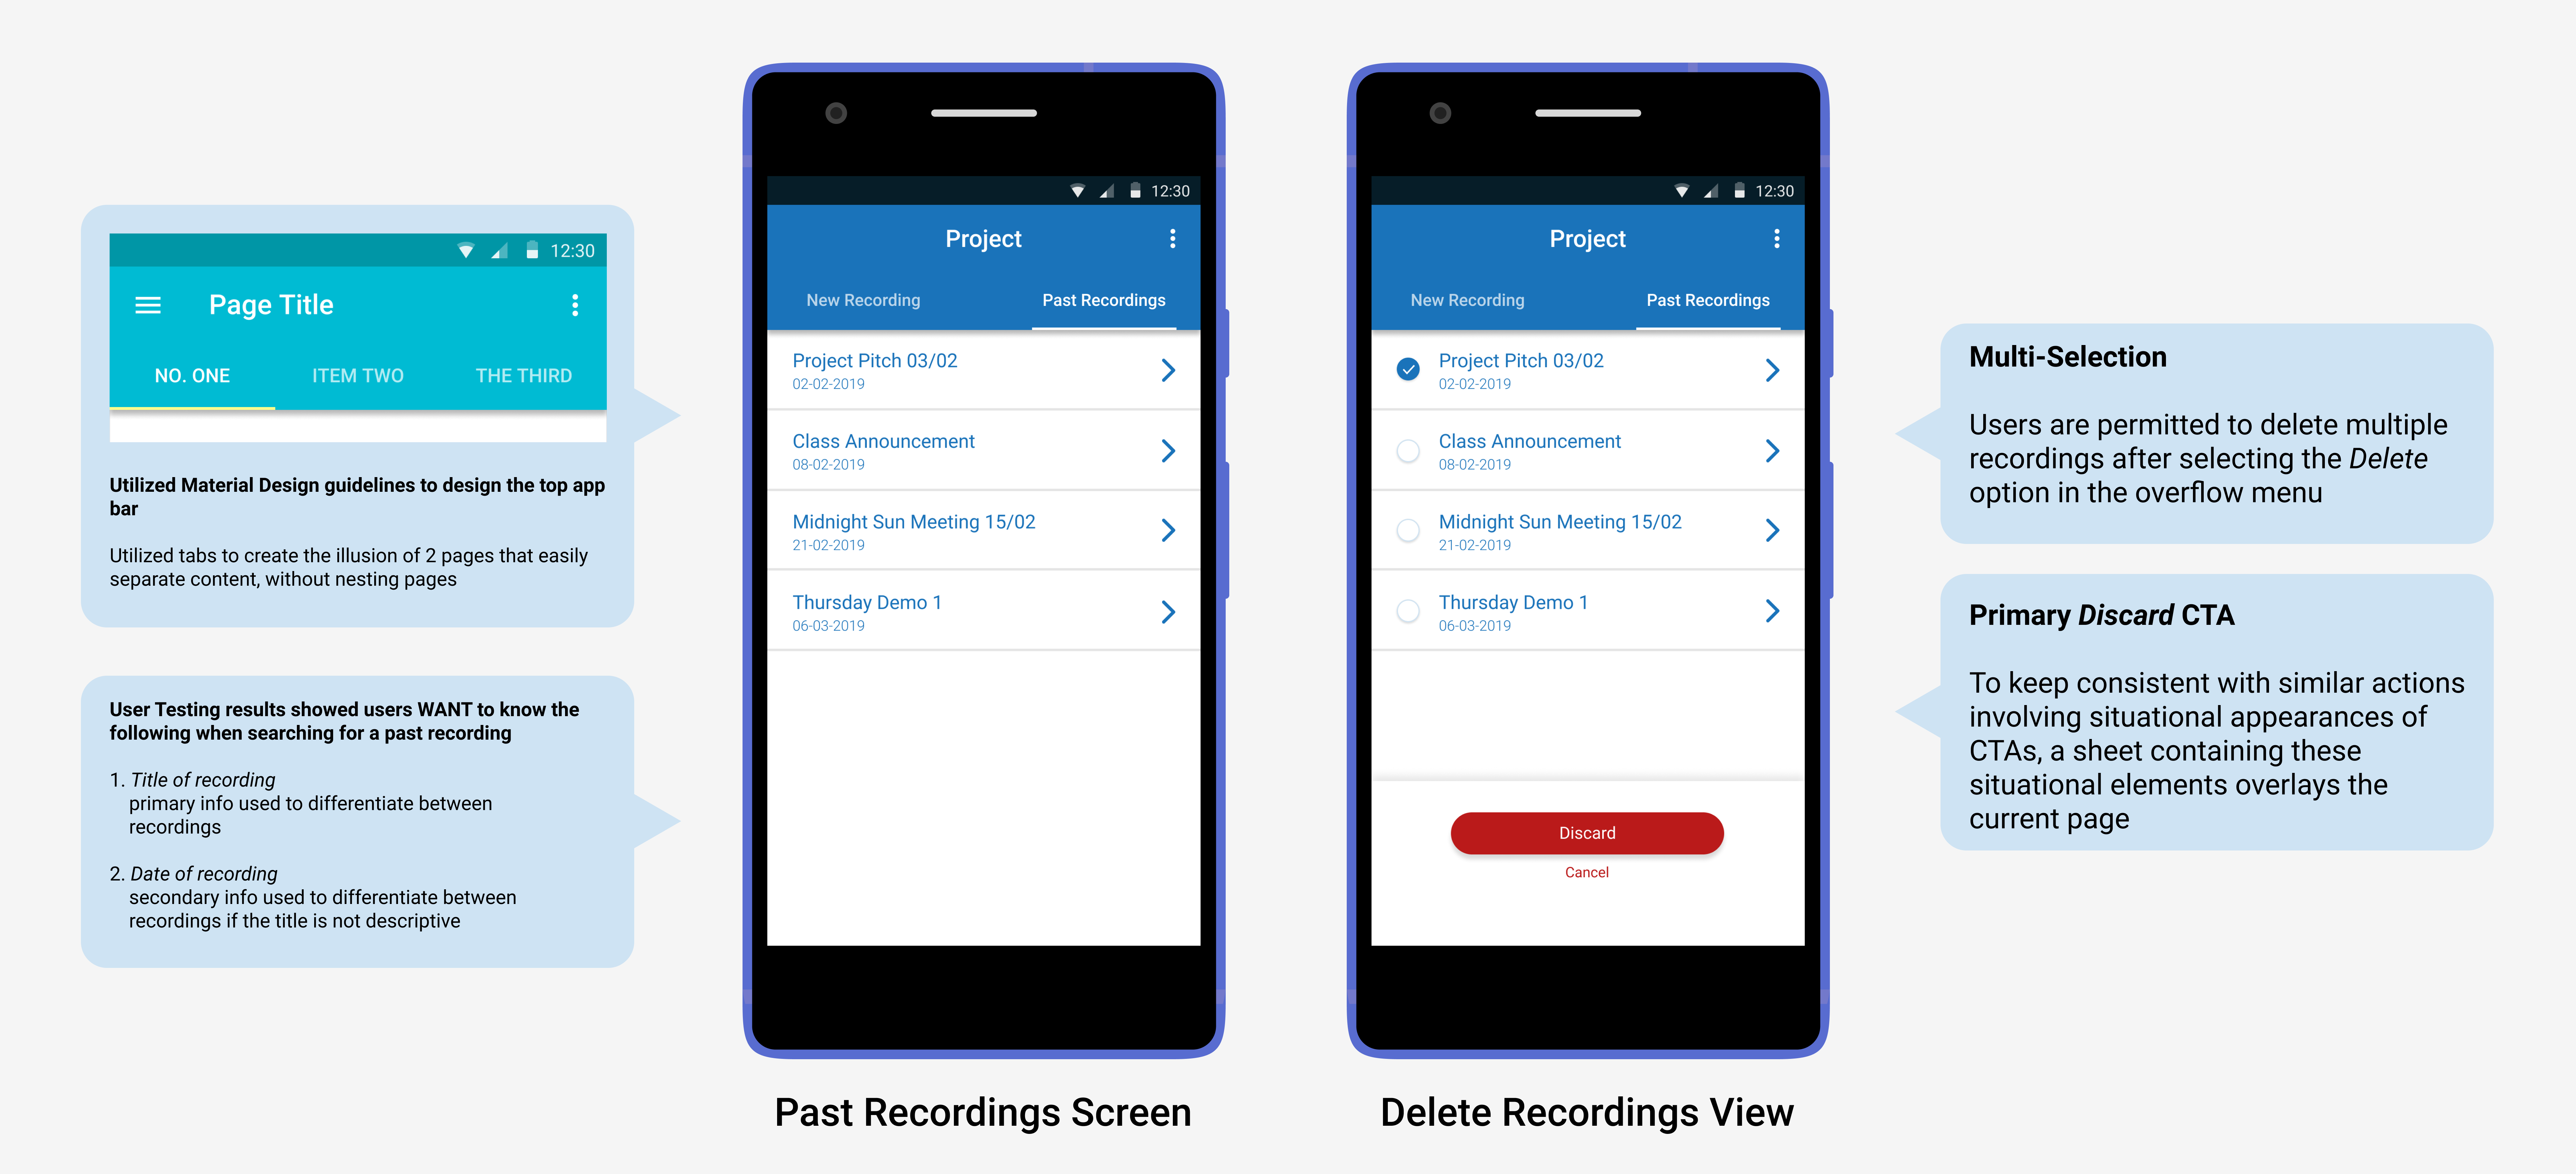 12:30
Page Title
NO. ONE
ITEM TWO
THE THIRD
Utilized Material Design guidelines to design the top app
bar
Utilized tabs to create the illusion of 2 pages that easily
separate content, without nesting pages
User Testing results showed users WANT to know the
following when searching for a past recording
1. Title of recording
primary info used to differentiate between
recordings
2. Date of recording
secondary info used to differentiate between
recordings if the title is not descriptive
12:30
Project
New Recording
Past Recordings
Project Pitch 03/02
02-02-2019
Class Announcement
08-02-2019
Midnight Sun Meeting 15/02
21-02-2019
Thursday Demo 1
06-03-2019
Past Recordings Screen
12:30
Project
New Recording
Past Recordings
Project Pitch 03/02
02-02-2019
Class Announcement
08-02-2019
Midnight Sun Meeting 15/02
21-02-2019
Thursday Demo 1
06-03-2019
Discard
Cancel
Delete Recordings View
Multi-Selection
Users are permitted to delete multiple
recordings after selecting the Delete
option in the overflow menu
Primary Discard CTA
To keep consistent with similar actions
involving situational appearances of
CTAs, a sheet containing these
situational elements overlays the
current page